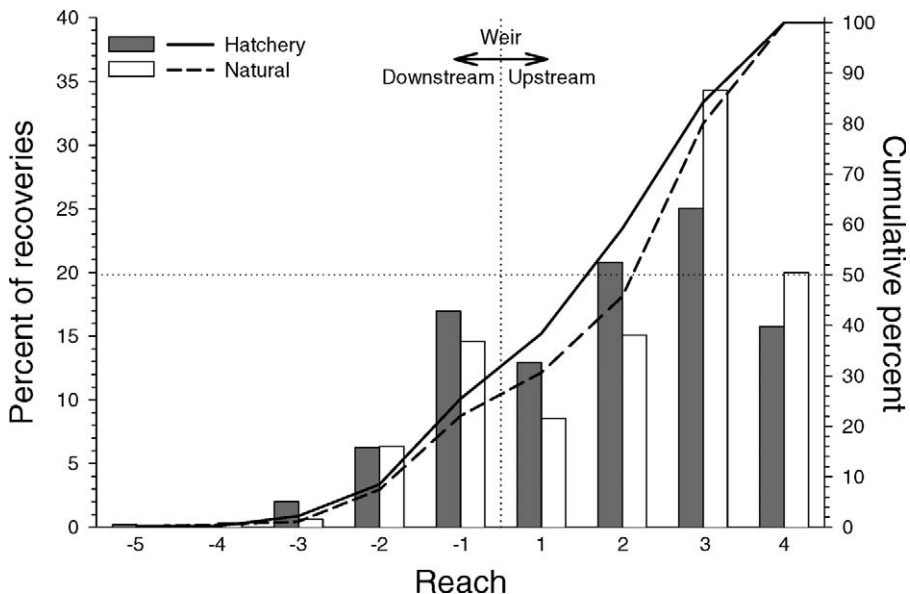 Hatchery
Natural
Weir
Downstream Upstream
Percent of recoveries
40
35
30
25
20
15
10
5
0
Cumulative percent
100
90
80
70
60
50
40
30
20
10
0
-5 -4 -3 -2 -1 1 2 3 4
Reach